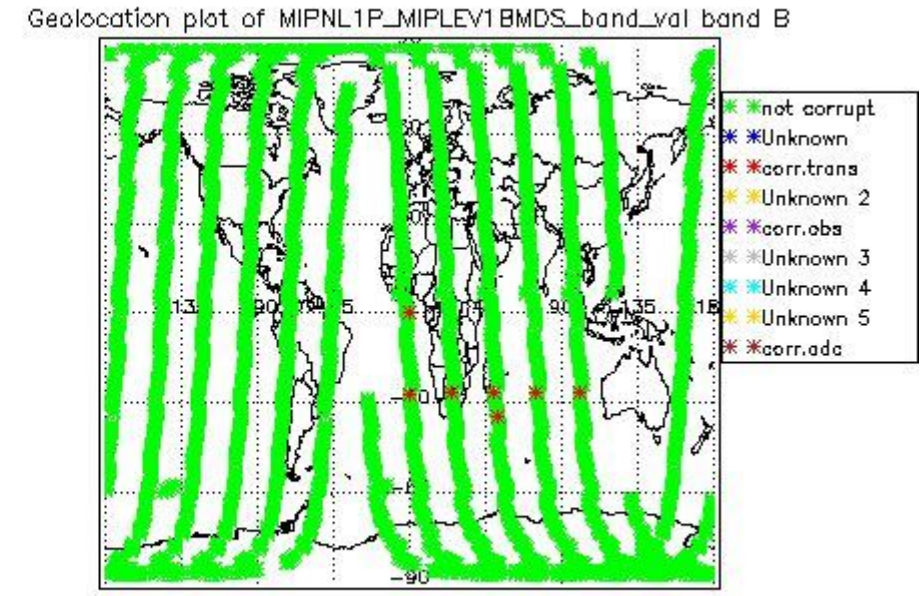 Geolocation plot of MIPNL1P_MIPLEV1BMDS_band_val band B
not corrupt
Unknown
corr.trans
Unknown 2
corr.obs
Unknown 3
Unknown 4
Unknown 5
corr.adc
90
135
-90